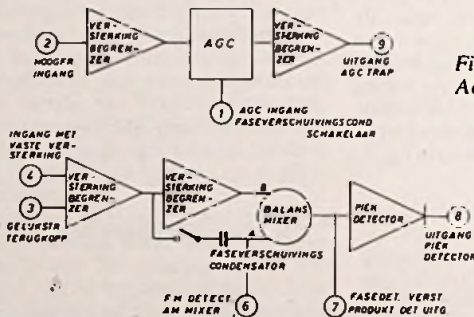 2
HOOGFR
INGANG
VER-
STERKING
BEGREN-
ZER
AGC
VER-
STERKING
BEGREN-
ZER
9
UITGANG
AGC TRAP
1
AGC INGANG
FASEVERSCHUIVINGSCOND
SCHAKELAAR
Fi
Ad
INGANG MET
VASTE VER-
STERKING
4
3
GELIJKSTR
TERUGKOPP
VER-
STERKING
BEGREN-
ZER
VER-
STERKING
BEGREN-
ZER
B
A
BALANS
MIXER
FASEVERSCHUIVINGS
CONDENSATOR
6
FM DETECT.
AM MIXER
PIEK
DETECTOR
8
UITGANG
PIEK
DETECTOR
7
FASEDET. VERST
PRODUKT DET UITG.